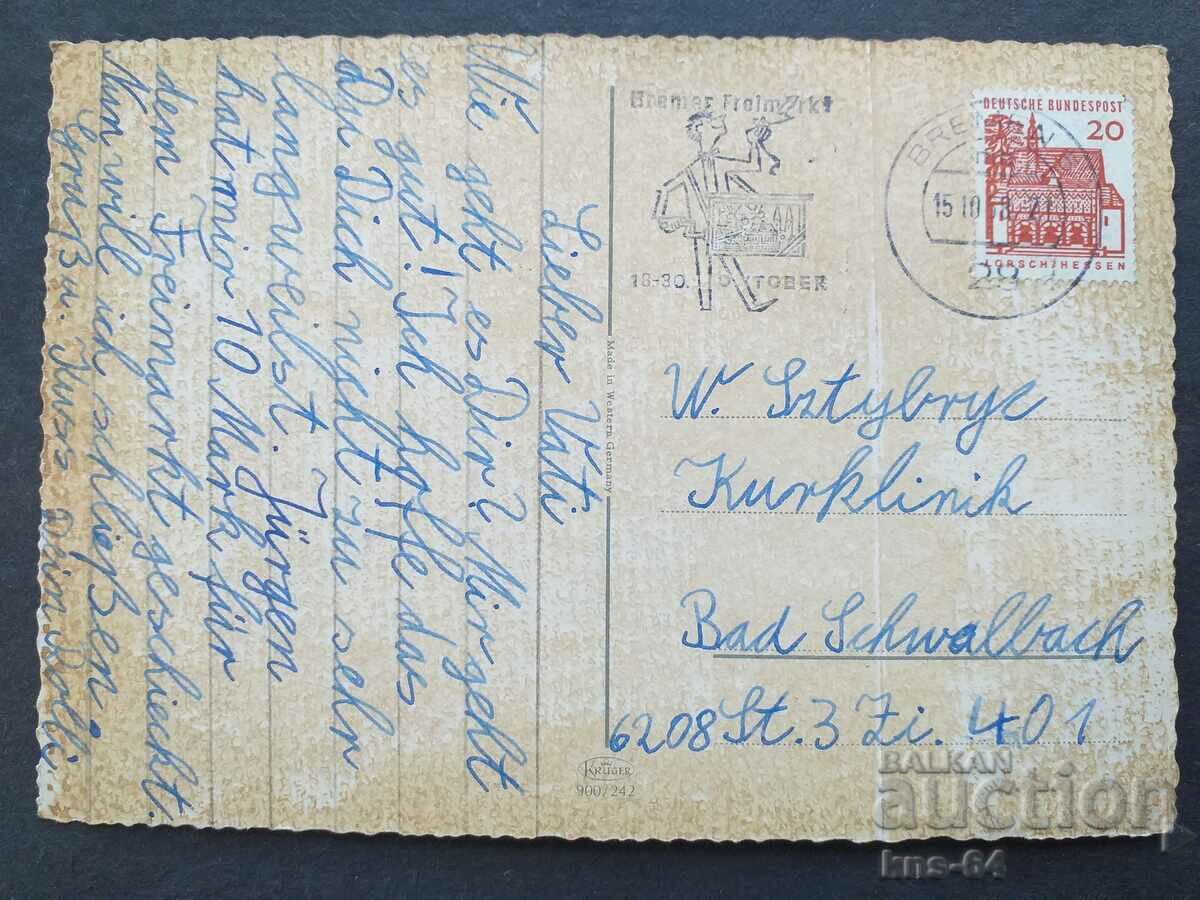 Lieber Vati
Wie geht es Dir? Mir geht
es gut! Ich hoffe das
Du Dich nicht zu sehr
langweilst. Jürgen
hat mir 10 Mark für
dem Freimarkt geschieckt.
Nun will ich schließen
Gruß u. Kuss Dein
Bremer Freimarkt
18-30. OKTOBER
BREMEN
15.10
28
DEUTSCHE BUNDESPOST
20
LORSCH/HESSEN
W. Sztybryc
Kurklinik
Bad Schwalbach
6208 St. 3 Zi. 401
Made in Western Germany
KRÜGER
900/242
BALKAN
auction
kns-64